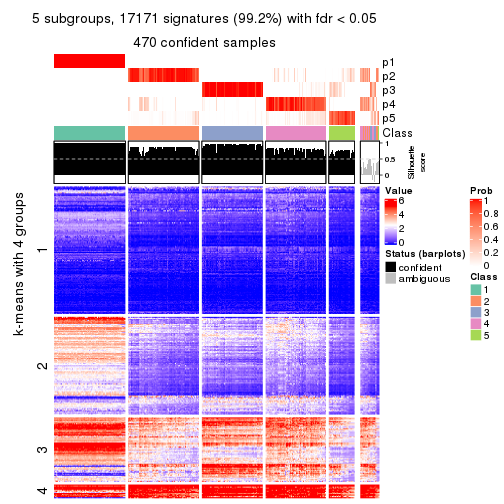 5 subgroups, 17171 signatures (99.2%) with fdr < 0.05
470 confident samples
p1
p2
p3
p4
p5
Class
1
0.5
0
Silhouette
score
k-means with 4 groups
1
2
3
4
Value
6
4
2
0
Status (barplots)
confident
ambiguous
Prob
1
0.8
0.6
0.4
0.2
0
Class
1
2
3
4
5